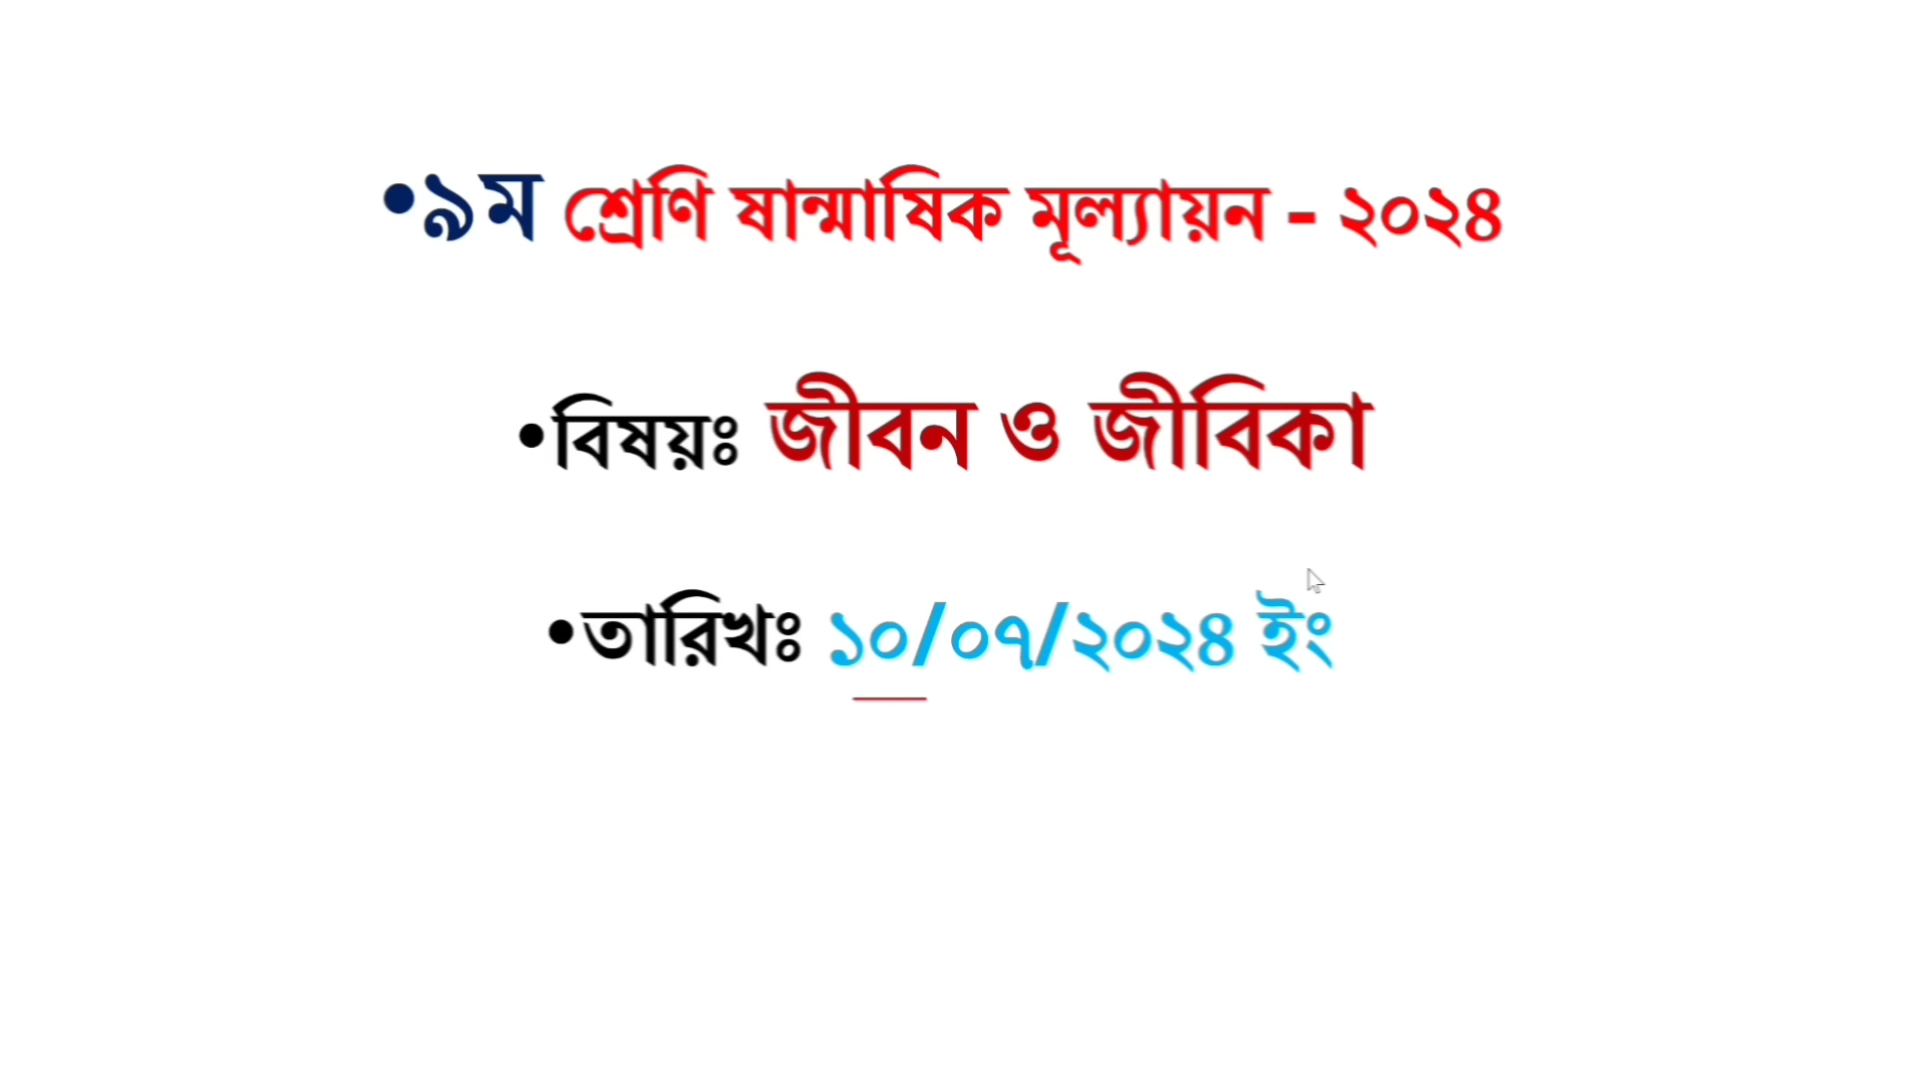 •৯ম শ্রেণি ষান্মাষিক মূল্যায়ন - ২০২৪
•বিষয়ঃ জীবন ও জীবিকা
•তারিখঃ ১০/০৭/২০২৪ ইং